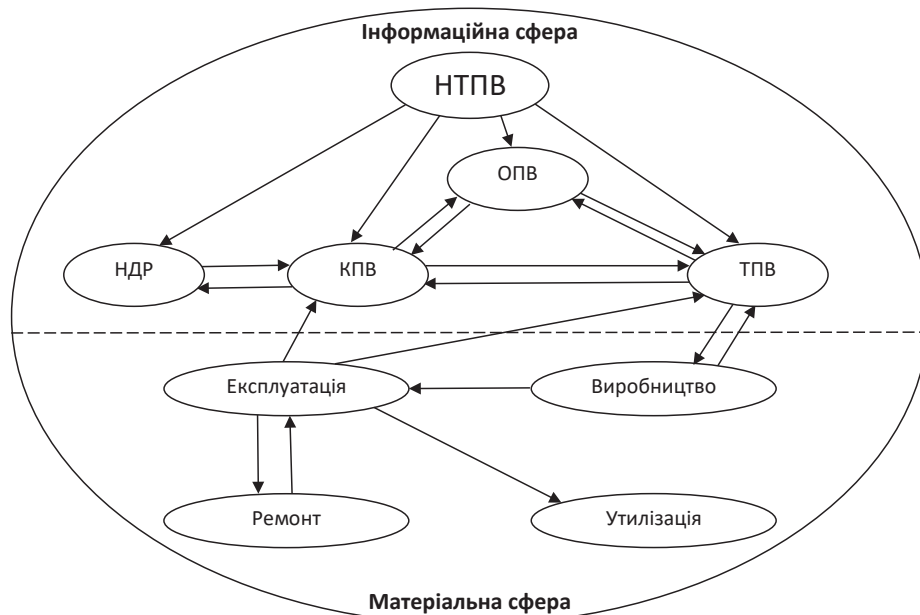 Інформаційна сфера
НТПВ
ОПВ
НДР
КПВ
ТПВ
Експлуатація
Виробництво
Ремонт
Утилізація
Матеріальна сфера